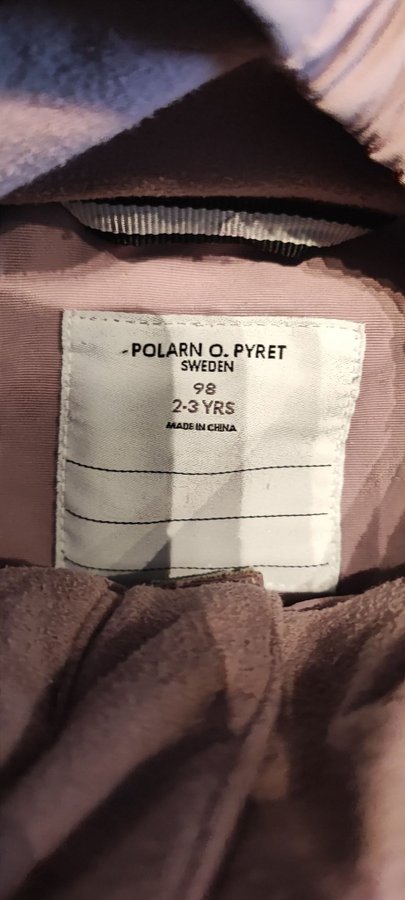 POLARN O. PYRET
SWEDEN
98
2-3 YRS
MADE IN CHINA